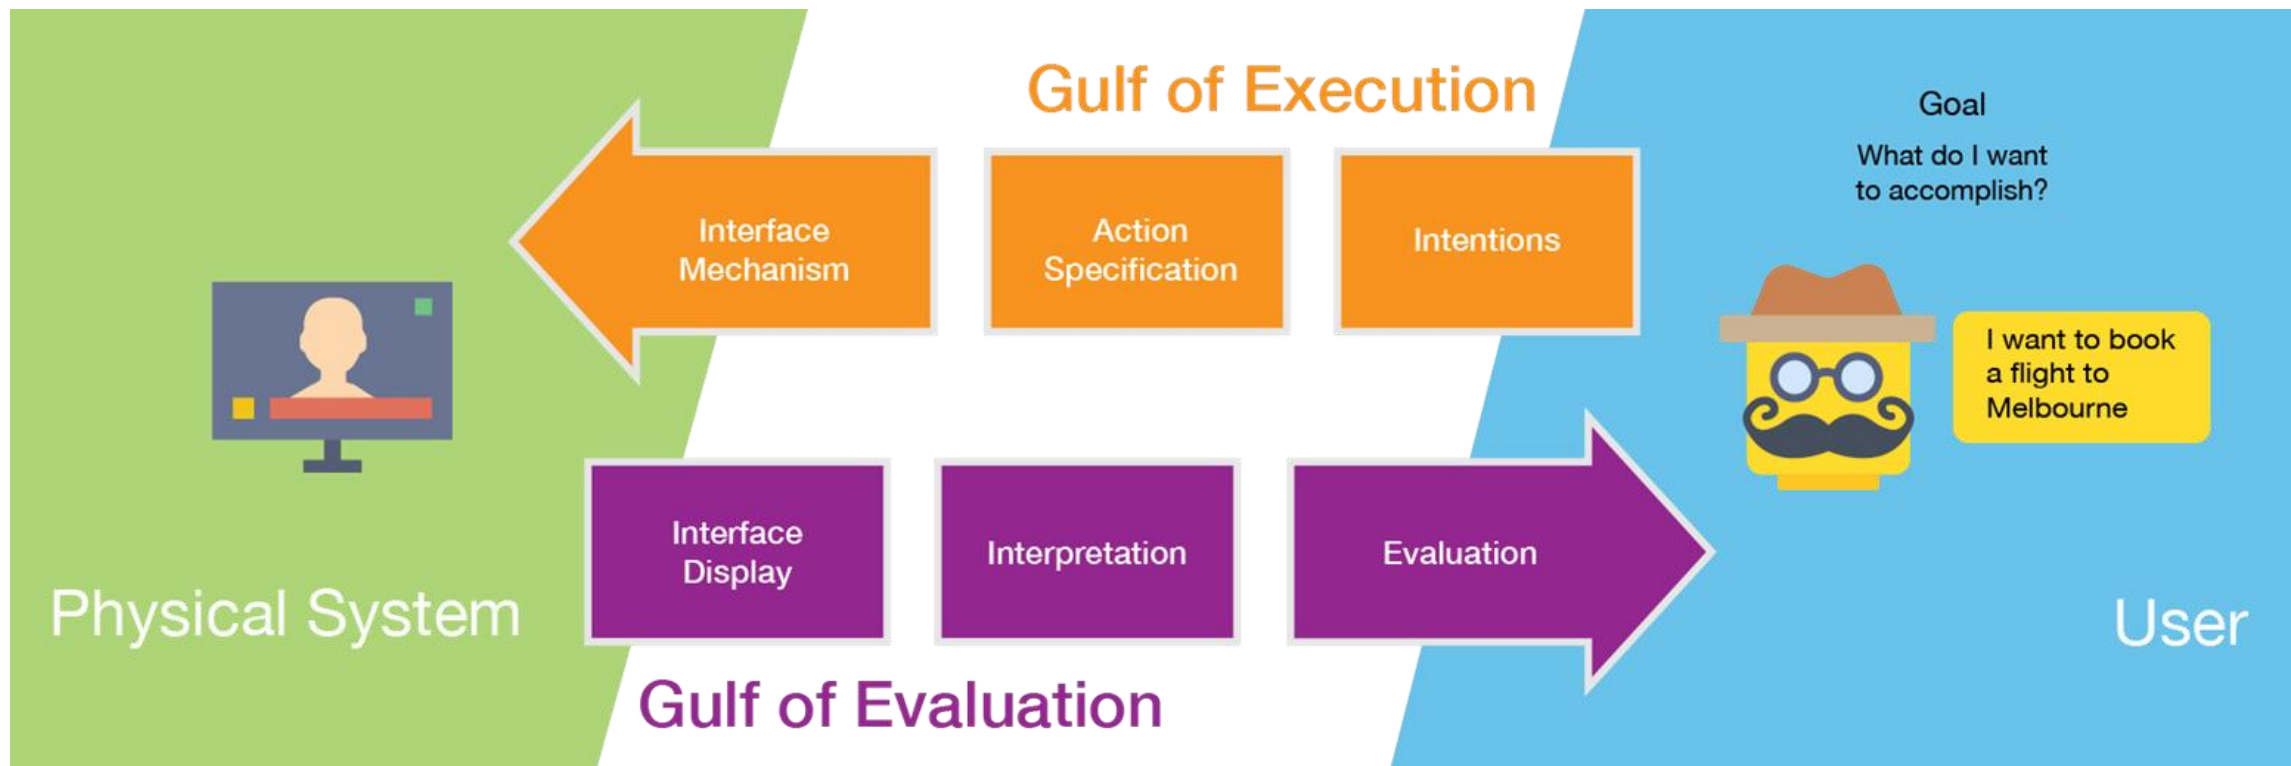 Gulf of Execution
Interface
Mechanism
Action
Specification
Intentions
Goal
What do I want
to accomplish?
I want to book
a flight to
Melbourne
Interface
Display
Interpretation
Evaluation
Physical System
User
Gulf of Evaluation